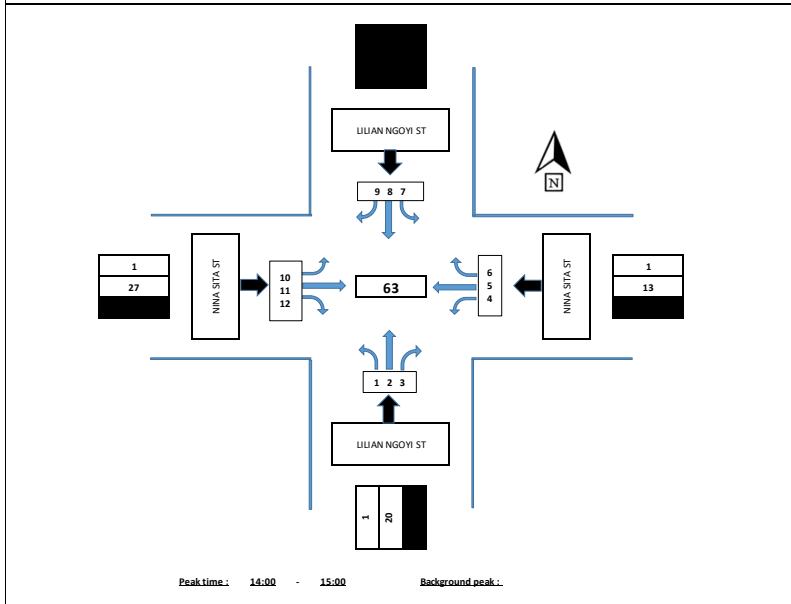 LILIAN NGOYI ST
N
9 8 7
1
27
NINA SITA ST
10
11
12
63
6
5
4
NINA SITA ST
1
13
1 2 3
LILIAN NGOYI ST
1
20
Peak time : 14:00 - 15:00 Background peak :